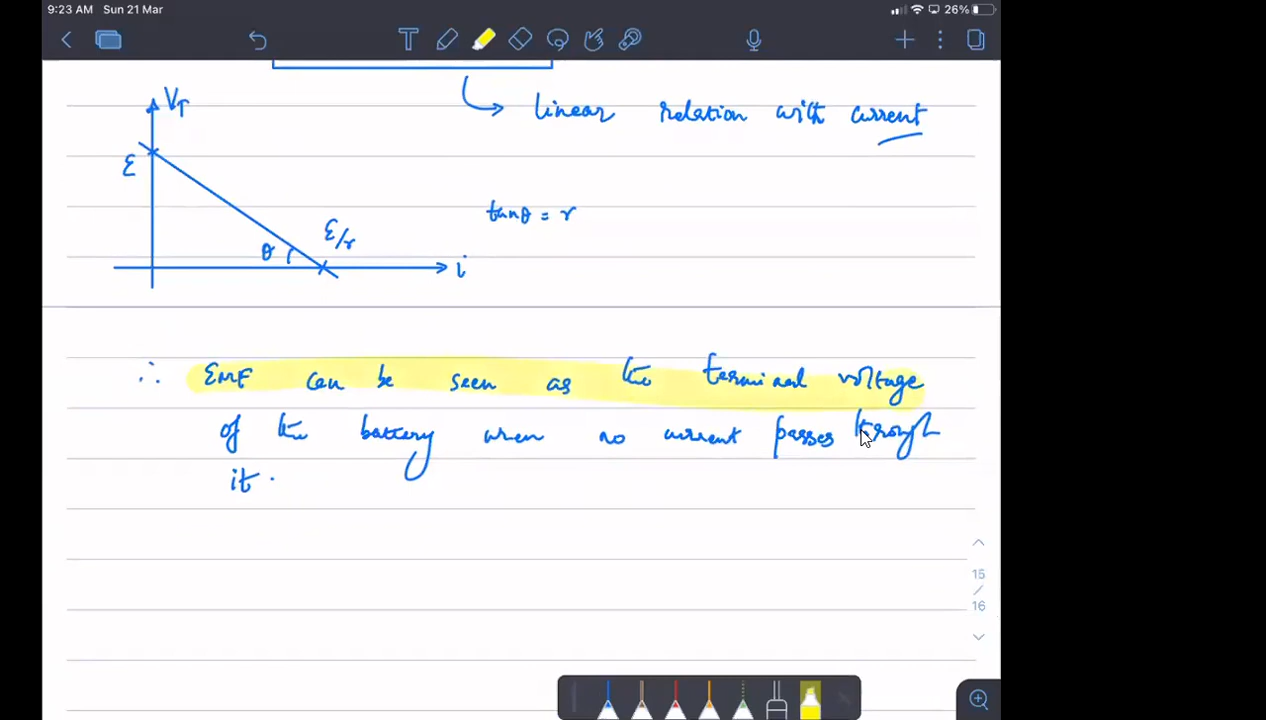 9:23 AM Sun 21 Mar
26%
T
VT
linear relation with current
ε
tanθ = r
ε/r
θ
i
∴ EMF can be seen as the terminal voltage
of the battery when no current passes through
it.
15
/
16